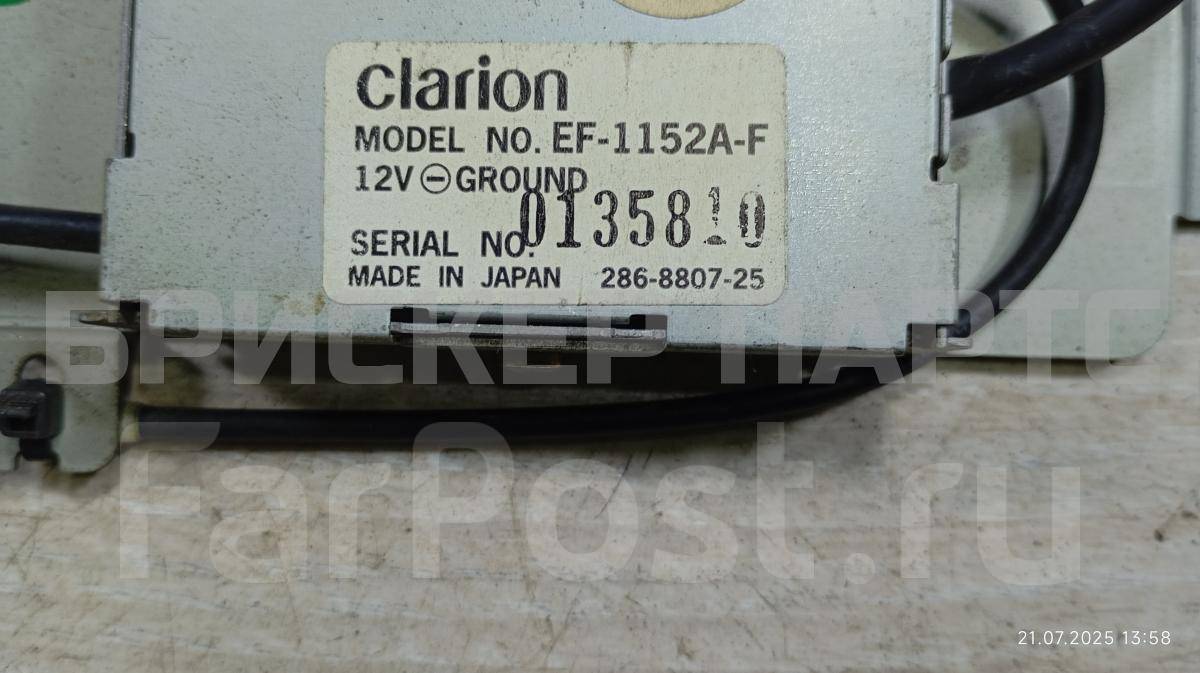 clarion
MODEL NO. EF-1152A-F
12V ⊖ GROUND
SERIAL NO. 0135810
MADE IN JAPAN 286-8807-25
БРИСКЕР ПАРТС
FarPost.ru
21.07.2025 13:58